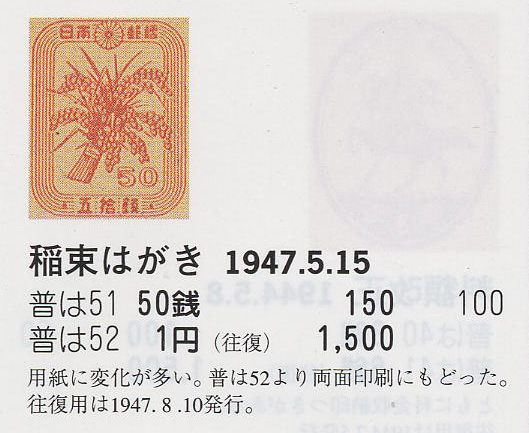 日本郵便
50
五拾銭
稲束はがき 1947.5.15
普は51 50銭 150 100
普は52 1円 (往復) 1,500
用紙に変化が多い。普は52より両面印刷にもどった。
往復用は1947.8.10発行。